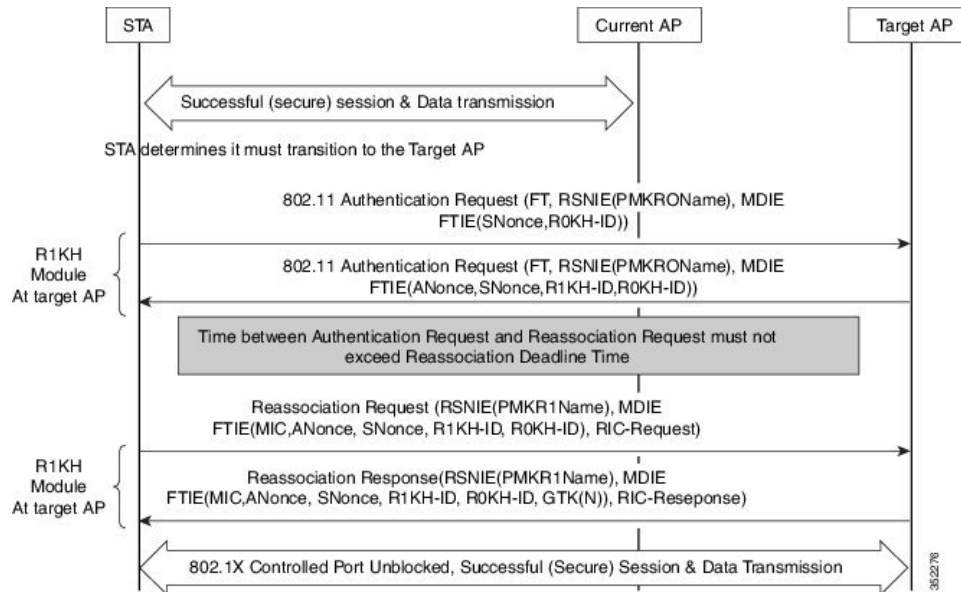 STA
Current AP
Target AP
Successful (secure) session & Data transmission
STA determines it must transition to the Target AP
802.11 Authentication Request (FT, RSNIE(PMKROName), MDIE
FTIE(SNonce,R0KH-ID))
R1KH
Module
At target AP
802.11 Authentication Request (FT, RSNIE(PMKROName), MDIE
FTIE(ANonce,SNonce,R1KH-ID,R0KH-ID))
Time between Authentication Request and Reassociation Request must not
exceed Reassociation Deadline Time
Reassociation Request (RSNIE(PMKR1Name), MDIE
FTIE(MIC,ANonce, SNonce, R1KH-ID, R0KH-ID), RIC-Request)
R1KH
Module
At target AP
Reassociation Response(RSNIE(PMKR1Name), MDIE
FTIE(MIC,ANonce, SNonce, R1KH-ID, R0KH-ID, GTK(N)), RIC-Reseponse)
802.1X Controlled Port Unblocked, Successful (Secure) Session & Data Transmission
352276